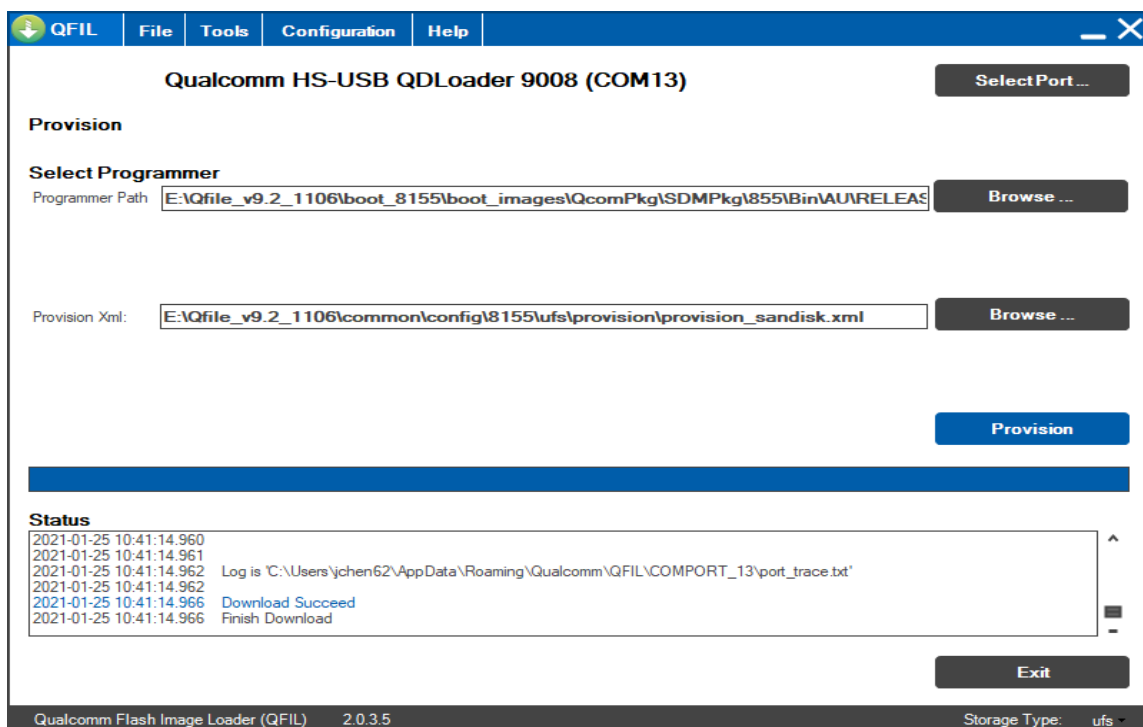 QFIL File Tools Configuration Help
Qualcomm HS-USB QDLoader 9008 (COM13) Select Port ...
Provision
Select Programmer
Programmer Path E:\Qfile_v9.2_1106\boot_8155\boot_images\QcomPkg\SDMPkg\855\Bin\AU\RELEAS Browse ...
Provision Xml: E:\Qfile_v9.2_1106\common\config\8155\ufs\provision\provision_sandisk.xml Browse ...
Provision
Status
2021-01-25 10:41:14.960
2021-01-25 10:41:14.961
2021-01-25 10:41:14.962 Log is 'C:\Users\jchen62\AppData\Roaming\Qualcomm\QFIL\COMPORT_13\port_trace.txt'
2021-01-25 10:41:14.962
2021-01-25 10:41:14.966 Download Succeed
2021-01-25 10:41:14.966 Finish Download
Exit
Qualcomm Flash Image Loader (QFIL) 2.0.3.5 Storage Type: ufs